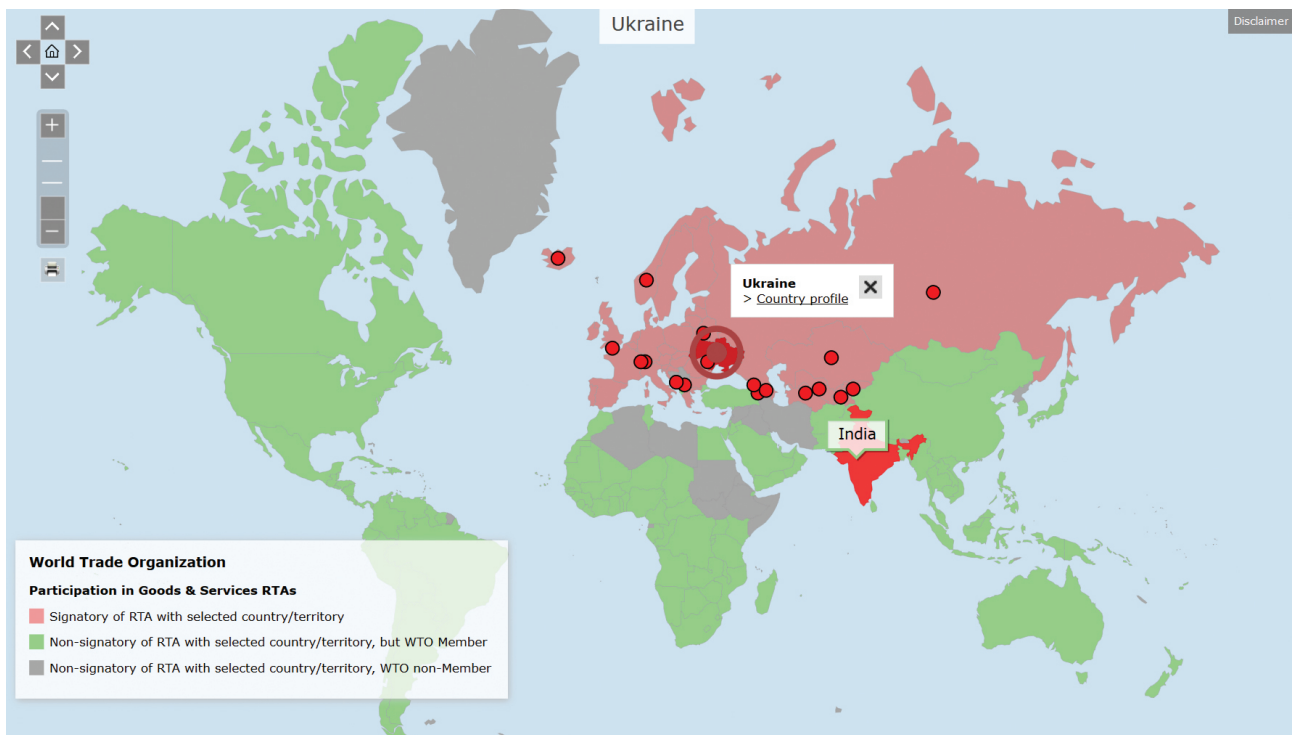 Ukraine
Disclaimer
Ukraine
> Country profile
India
World Trade Organization
Participation in Goods & Services RTAs
Signatory of RTA with selected country/territory
Non-signatory of RTA with selected country/territory, but WTO Member
Non-signatory of RTA with selected country/territory, WTO non-Member